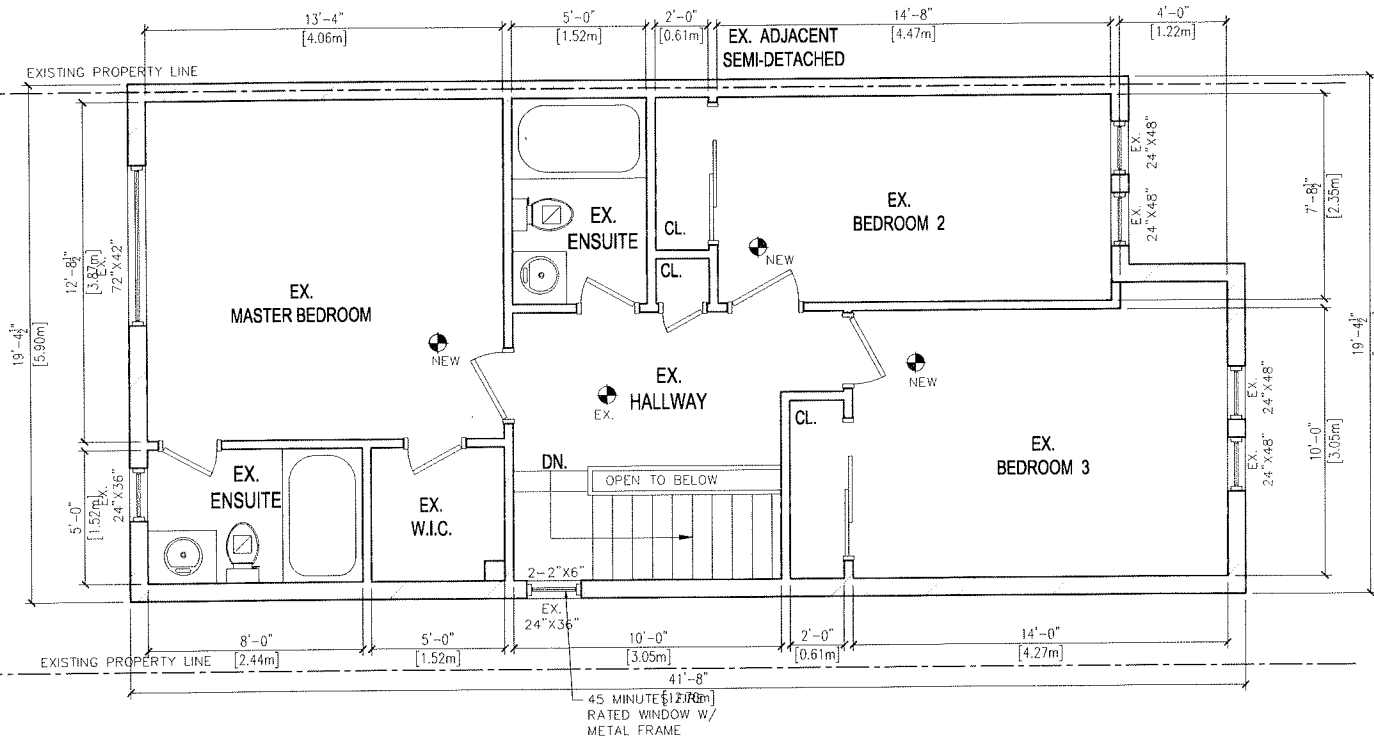 13'-4"
[4.06m]
5'-0"
[1.52m]
2'-0"
[0.61m]
14'-8"
[4.47m]
4'-0"
[1.22m]
EX. ADJACENT
SEMI-DETACHED
EXISTING PROPERTY LINE
19'-4½"
[5.90m]
12'-8½"
[3.87m]
EX.
72"X42"
5'-0"
[1.52m]
EX.
24"X36"
EX.
MASTER BEDROOM
NEW
EX.
ENSUITE
CL.
CL.
EX.
BEDROOM 2
NEW
EX.
24"X48"
EX.
24"X48"
7'-8½"
[2.35m]
19'-4½"
EX.
HALLWAY
EX.
NEW
CL.
EX.
BEDROOM 3
EX.
24"X48"
EX.
24"X48"
10'-0"
[3.05m]
EX.
ENSUITE
EX.
W.I.C.
DN.
OPEN TO BELOW
2-2"X6"
EX.
24"X36"
8'-0"
[2.44m]
5'-0"
[1.52m]
10'-0"
[3.05m]
2'-0"
[0.61m]
14'-0"
[4.27m]
EXISTING PROPERTY LINE
41'-8"
[12.70m]
45 MINUTES
RATED WINDOW W/
METAL FRAME